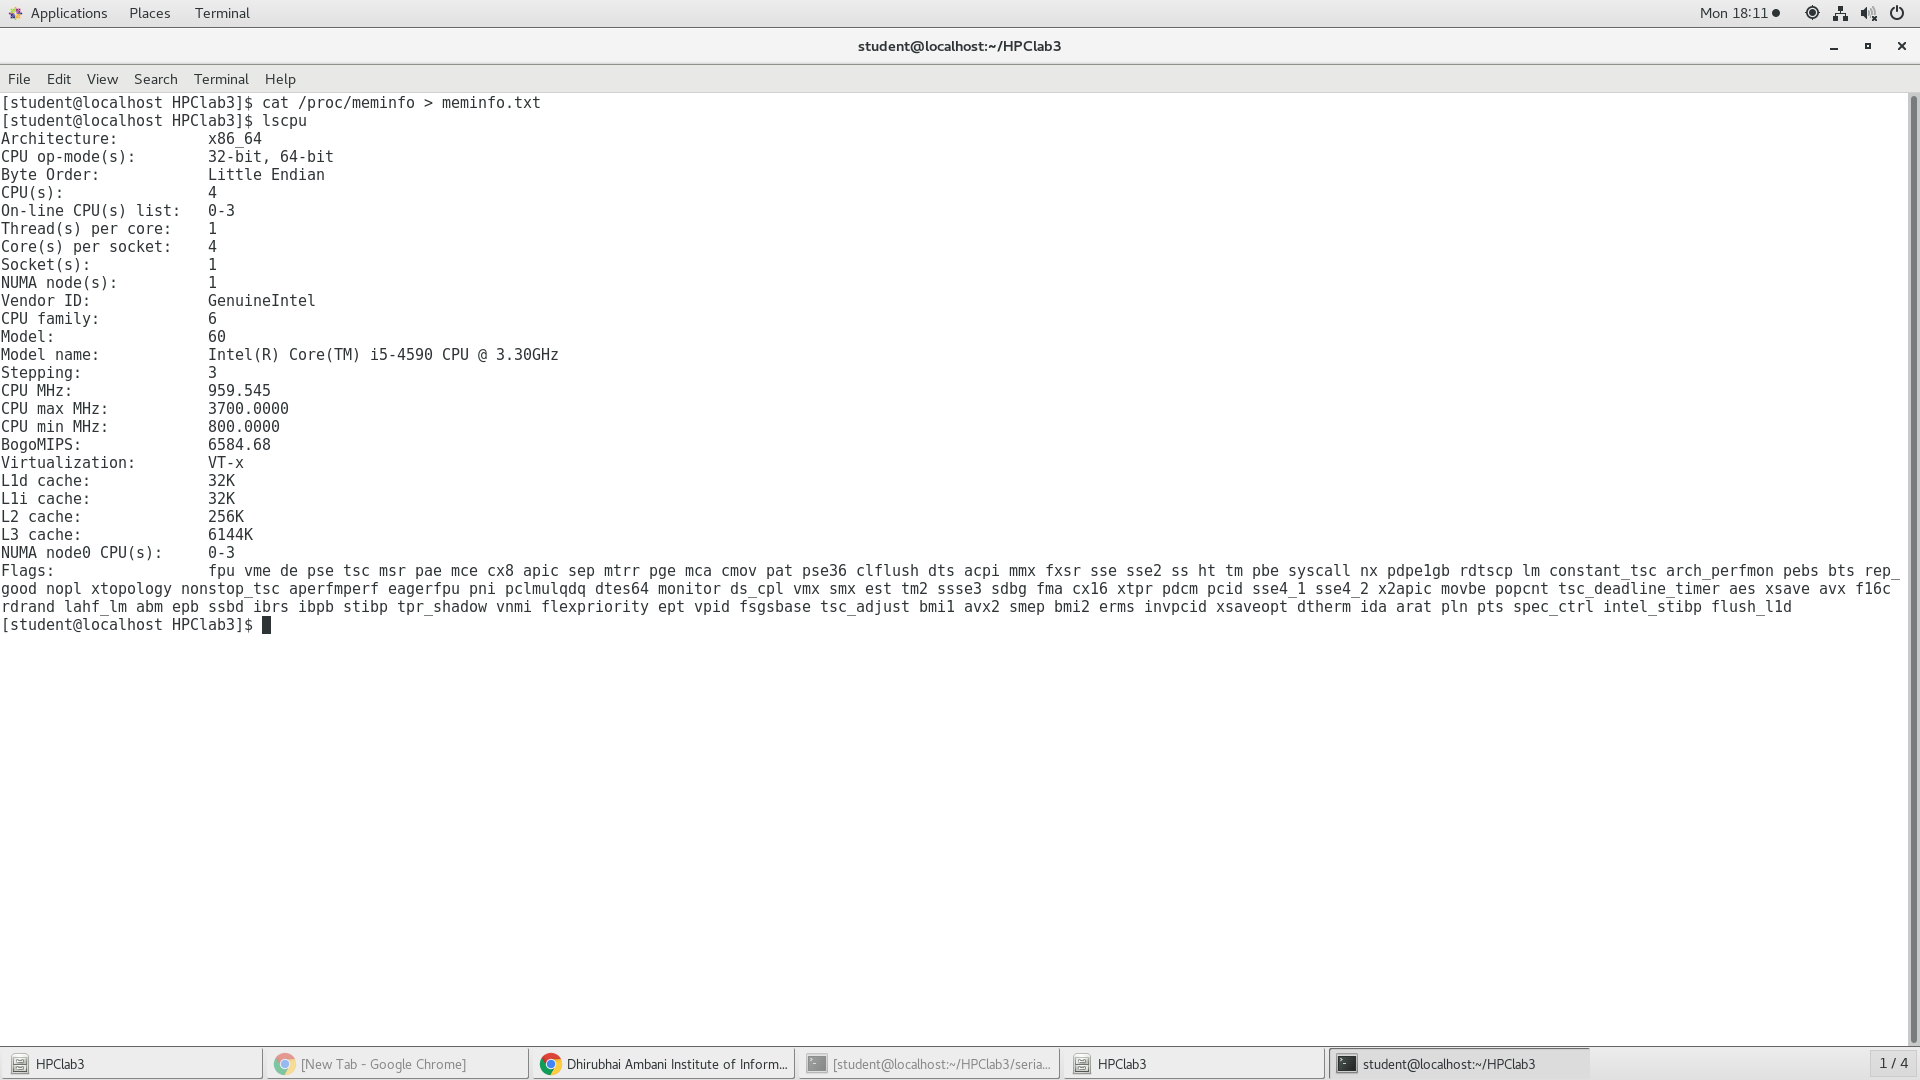 Applications Places Terminal Mon 18:11
student@localhost:~/HPClab3
File Edit View Search Terminal Help
[student@localhost HPClab3]$ cat /proc/meminfo > meminfo.txt
[student@localhost HPClab3]$ lscpu
Architecture: x86_64
CPU op-mode(s): 32-bit, 64-bit
Byte Order: Little Endian
CPU(s): 4
On-line CPU(s) list: 0-3
Thread(s) per core: 1
Core(s) per socket: 4
Socket(s): 1
NUMA node(s): 1
Vendor ID: GenuineIntel
CPU family: 6
Model: 60
Model name: Intel(R) Core(TM) i5-4590 CPU @ 3.30GHz
Stepping: 3
CPU MHz: 959.545
CPU max MHz: 3700.0000
CPU min MHz: 800.0000
BogoMIPS: 6584.68
Virtualization: VT-x
L1d cache: 32K
L1i cache: 32K
L2 cache: 256K
L3 cache: 6144K
NUMA node0 CPU(s): 0-3
Flags: fpu vme de pse tsc msr pae mce cx8 apic sep mtrr pge mca cmov pat pse36 clflush dts acpi mmx fxsr sse sse2 ss ht tm pbe syscall nx pdpe1gb rdtscp lm constant_tsc arch_perfmon pebs bts rep_
good nopl xtopology nonstop_tsc aperfmperf eagerfpu pni pclmulqdq dtes64 monitor ds_cpl vmx smx est tm2 ssse3 sdbg fma cx16 xtpr pdcm pcid sse4_1 sse4_2 x2apic movbe popcnt tsc_deadline_timer aes xsave avx f16c
rdrand lahf_lm abm epb ssbd ibrs ibpb stibp tpr_shadow vnmi flexpriority ept vpid fsgsbase tsc_adjust bmi1 avx2 smep bmi2 erms invpcid xsaveopt dtherm ida arat pln pts spec_ctrl intel_stibp flush_l1d
[student@localhost HPClab3]$
HPClab3 [New Tab - Google Chrome] Dhirubhai Ambani Institute of Inform... [student@localhost:~/HPClab3/seria... HPClab3 student@localhost:~/HPClab3 1 / 4